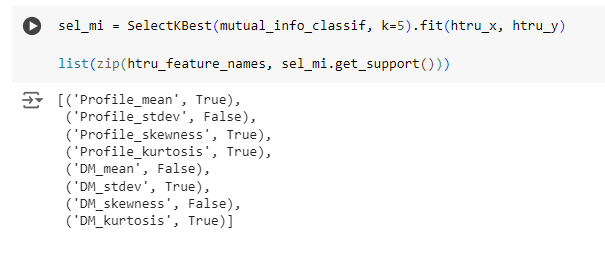 sel_mi = SelectKBest(mutual_info_classif, k=5).fit(htru_x, htru_y)
list(zip(htru_feature_names, sel_mi.get_support()))
[('Profile_mean', True),
('Profile_stdev', False),
('Profile_skewness', True),
('Profile_kurtosis', True),
('DM_mean', False),
('DM_stdev', True),
('DM_skewness', False),
('DM_kurtosis', True)]